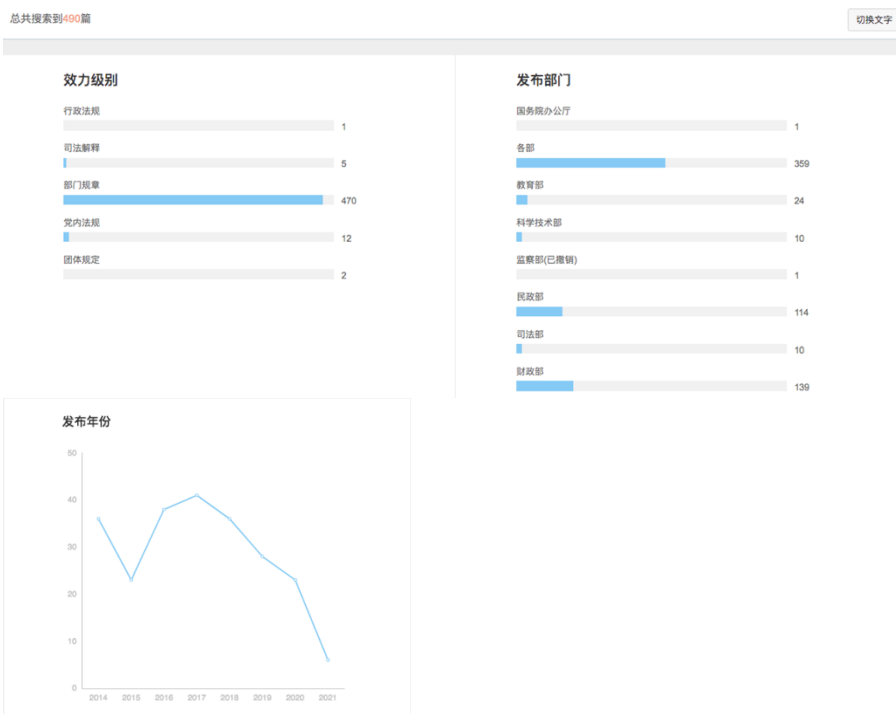 总共搜索到490篇
切换文字
效力级别
行政法规
1
司法解释
5
部门规章
470
党内法规
12
团体规定
2
发布部门
国务院办公厅
1
各部
359
教育部
24
科学技术部
10
监察部(已撤销)
1
民政部
114
司法部
10
财政部
139
发布年份
50
40
30
20
10
0
2014 2015 2016 2017 2018 2019 2020 2021